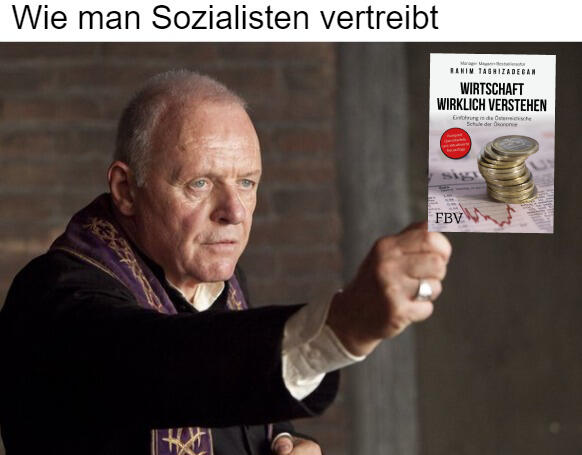 Wie man Sozialisten vertreibt
Manager Magazin-Bestsellerautor
RAHIM TAGHIZADEGAN
WIRTSCHAFT
WIRKLICH VERSTEHEN
Einführung in die Österreichische
Schule der Ökonomie
FBV